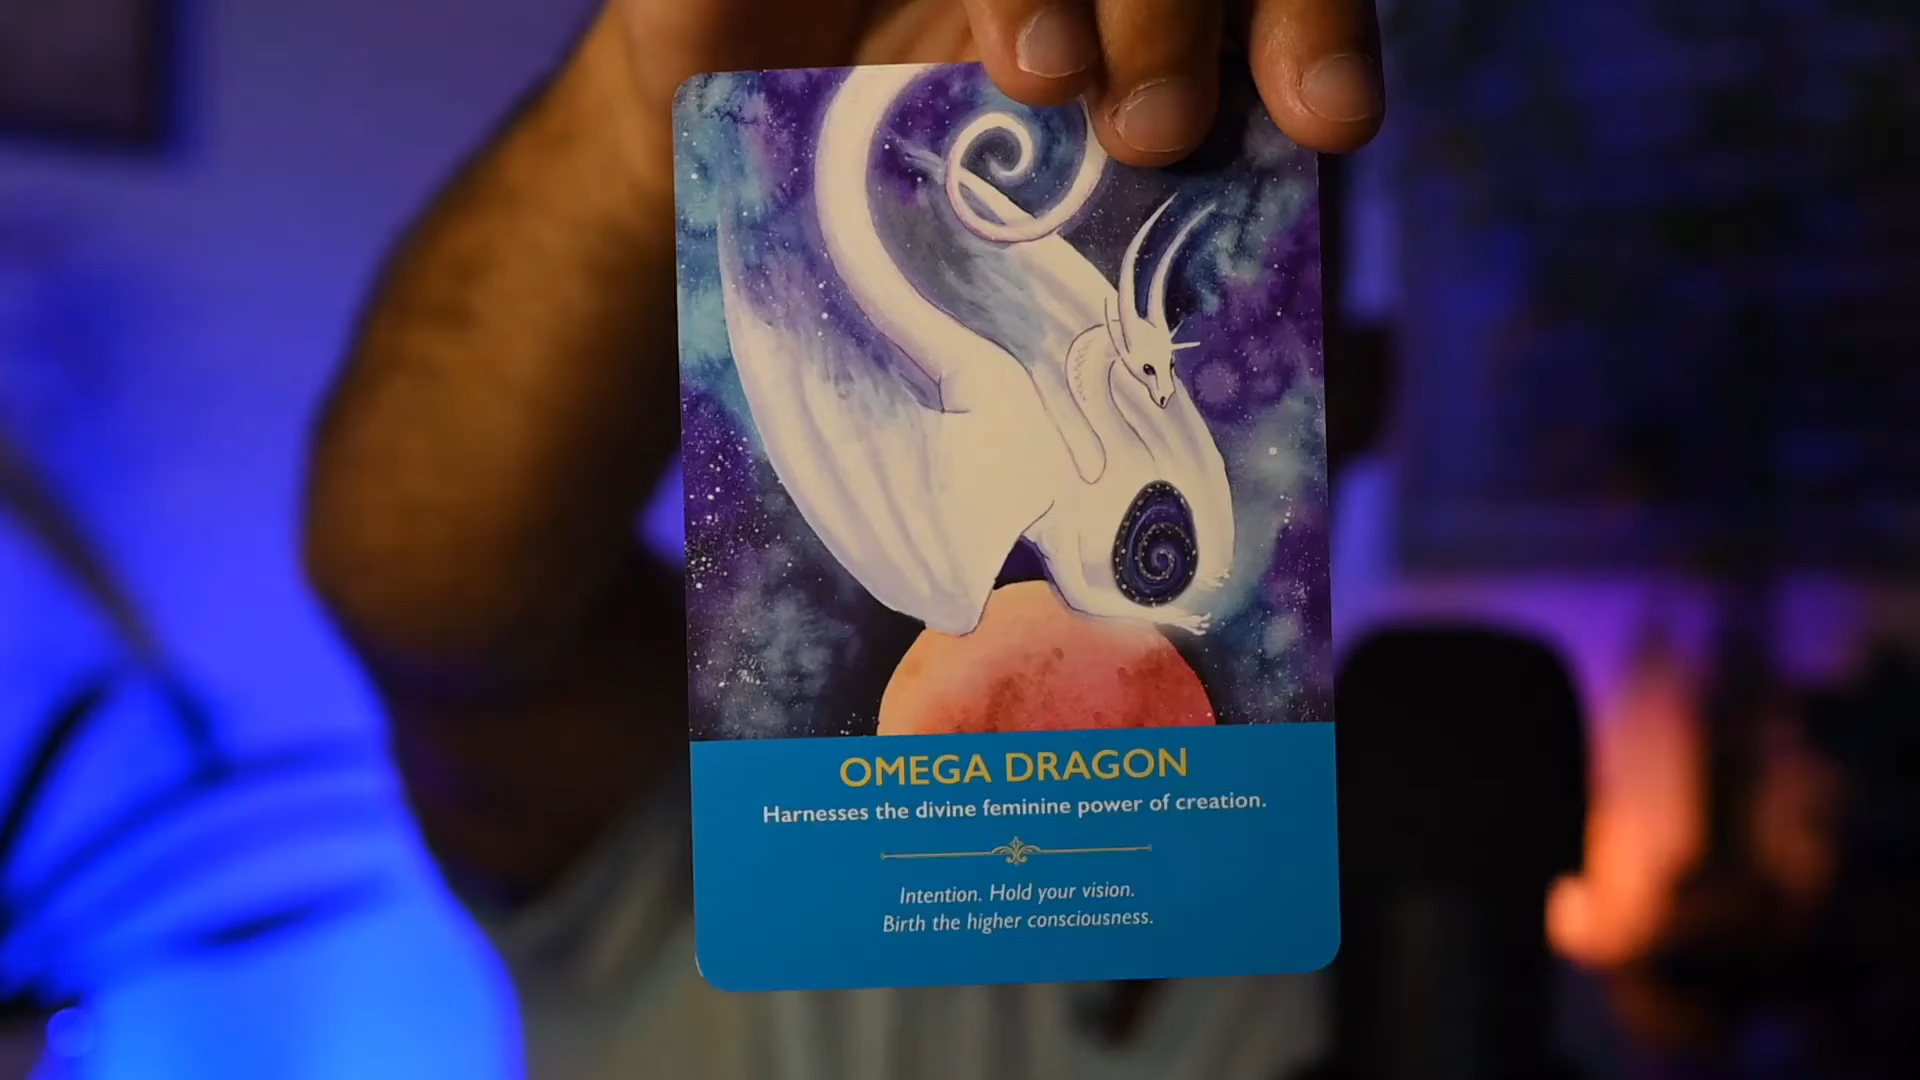 OMEGA DRAGON
Harnesses the divine feminine power of creation.
Intention. Hold your vision.
Birth the higher consciousness.